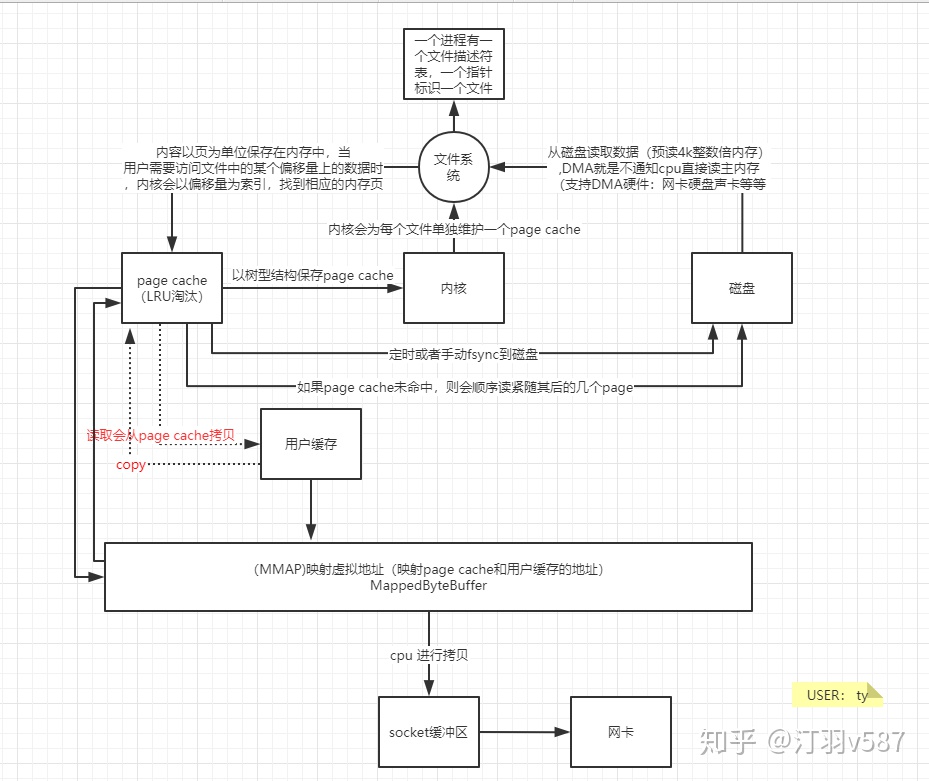 一个进程有一
个文件描述符
表，一个指针
标识一个文件
内容以页为单位保存在内存中，当
用户需要访问文件中的某个偏移量上的数据时
，内核会以偏移量为索引，找到相应的内存页
文件系
统
从磁盘读取数据（预读4k整数倍内存）
,DMA就是不通知cpu直接读主内存
（支持DMA硬件：网卡硬盘声卡等等
内核会为每个文件单独维护一个page cache
page cache
（LRU淘汰）
以树型结构保存page cache
内核
磁盘
定时或者手动fsync到磁盘
如果page cache未命中，则会顺序读紧随其后的几个page
读取会从page cache拷贝
用户缓存
copy
(MMAP)映射虚拟地址（映射page cache和用户缓存的地址）
MappedByteBuffer
cpu 进行拷贝
USER： ty
socket缓冲区
网卡
知乎 @汀羽v587